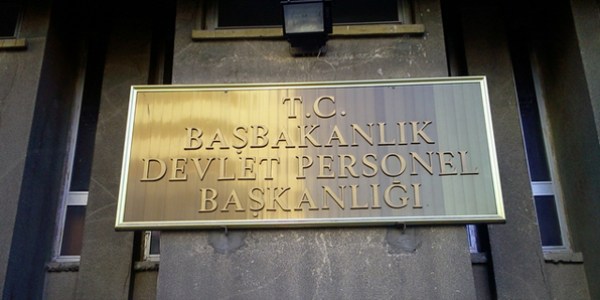 T.C.
BAŞBAKANLIK
DEVLET PERSONEL
BAŞKANLIĞI